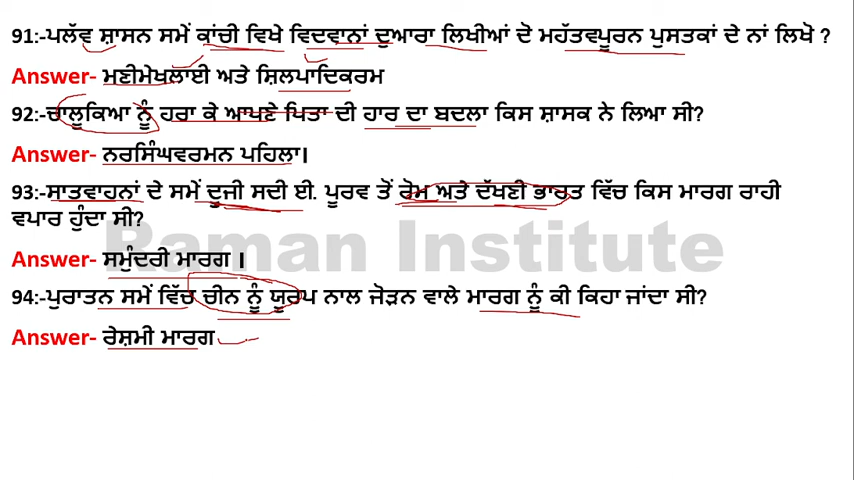 91:-ਪਲੱਵ ਸ਼ਾਸਨ ਸਮੇਂ ਕਾਂਚੀ ਵਿਖੇ ਵਿਦਵਾਨਾਂ ਦੁਆਰਾ ਲਿਖੀਆਂ ਦੋ ਮਹੱਤਵਪੂਰਨ ਪੁਸਤਕਾਂ ਦੇ ਨਾਂ ਲਿਖੋ ?
Answer- ਮਣੀਮੇਖਲਾਈ ਅਤੇ ਸ਼ਿਲਪਾਦਿਕਰਮ
92:-ਚਾਲੂਕਿਆ ਨੂੰ ਹਰਾ ਕੇ ਆਪਣੇ ਪਿਤਾ ਦੀ ਹਾਰ ਦਾ ਬਦਲਾ ਕਿਸ ਸ਼ਾਸਕ ਨੇ ਲਿਆ ਸੀ?
Answer- ਨਰਸਿੰਘਵਰਮਨ ਪਹਿਲਾ।
93:-ਸਾਤਵਾਹਨਾਂ ਦੇ ਸਮੇਂ ਦੂਜੀ ਸਦੀ ਈ. ਪੂਰਵ ਤੋਂ ਰੋਮ ਅਤੇ ਦੱਖਣੀ ਭਾਰਤ ਵਿੱਚ ਕਿਸ ਮਾਰਗ ਰਾਹੀ
ਵਪਾਰ ਹੁੰਦਾ ਸੀ?
Raman Institute
Answer- ਸਮੁੰਦਰੀ ਮਾਰਗ ।
94:-ਪੁਰਾਤਨ ਸਮੇਂ ਵਿੱਚ ਚੀਨ ਨੂੰ ਯੂਰਪ ਨਾਲ ਜੋੜਨ ਵਾਲੇ ਮਾਰਗ ਨੂੰ ਕੀ ਕਿਹਾ ਜਾਂਦਾ ਸੀ?
Answer- ਰੇਸ਼ਮੀ ਮਾਰਗ